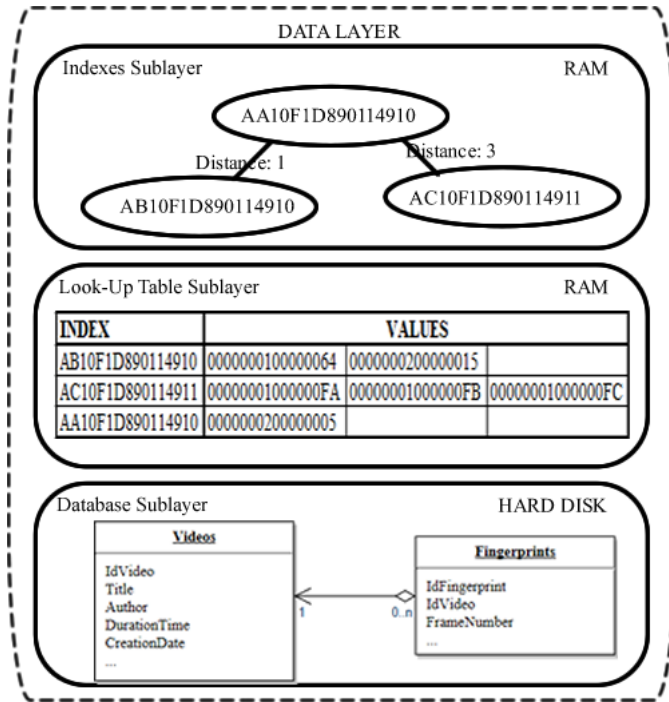 DATA LAYER
Indexes Sublayer RAM
AA10F1D890114910
Distance: 1 Distance: 3
AB10F1D890114910 AC10F1D890114911
Look-Up Table Sublayer RAM
INDEX VALUES
AB10F1D890114910 0000000100000064 0000000200000015
AC10F1D890114911 00000001000000FA 00000001000000FB 00000001000000FC
AA10F1D890114910 0000000200000005
Database Sublayer HARD DISK
Videos
IdVideo
Title
Author
DurationTime
CreationDate
...
1 0..n
Fingerprints
IdFingerprint
IdVideo
FrameNumber
...